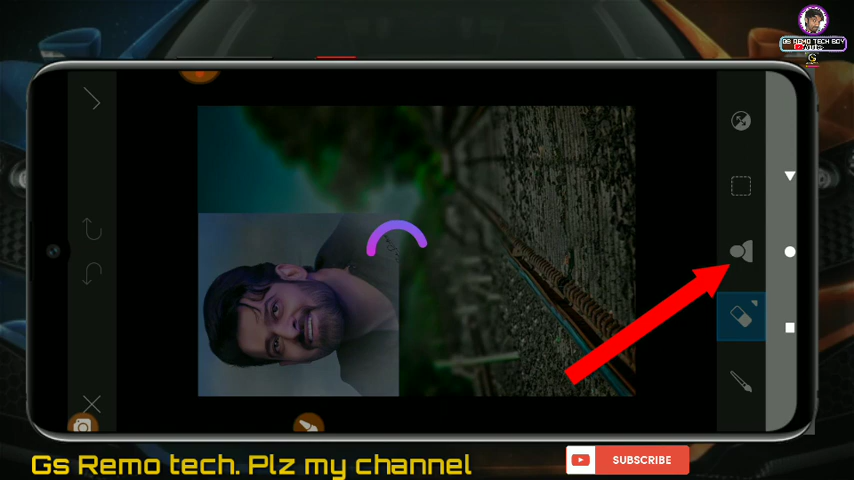 GS REMO TECH BOY
G
Gs Remo tech. Plz my channel
SUBSCRIBE